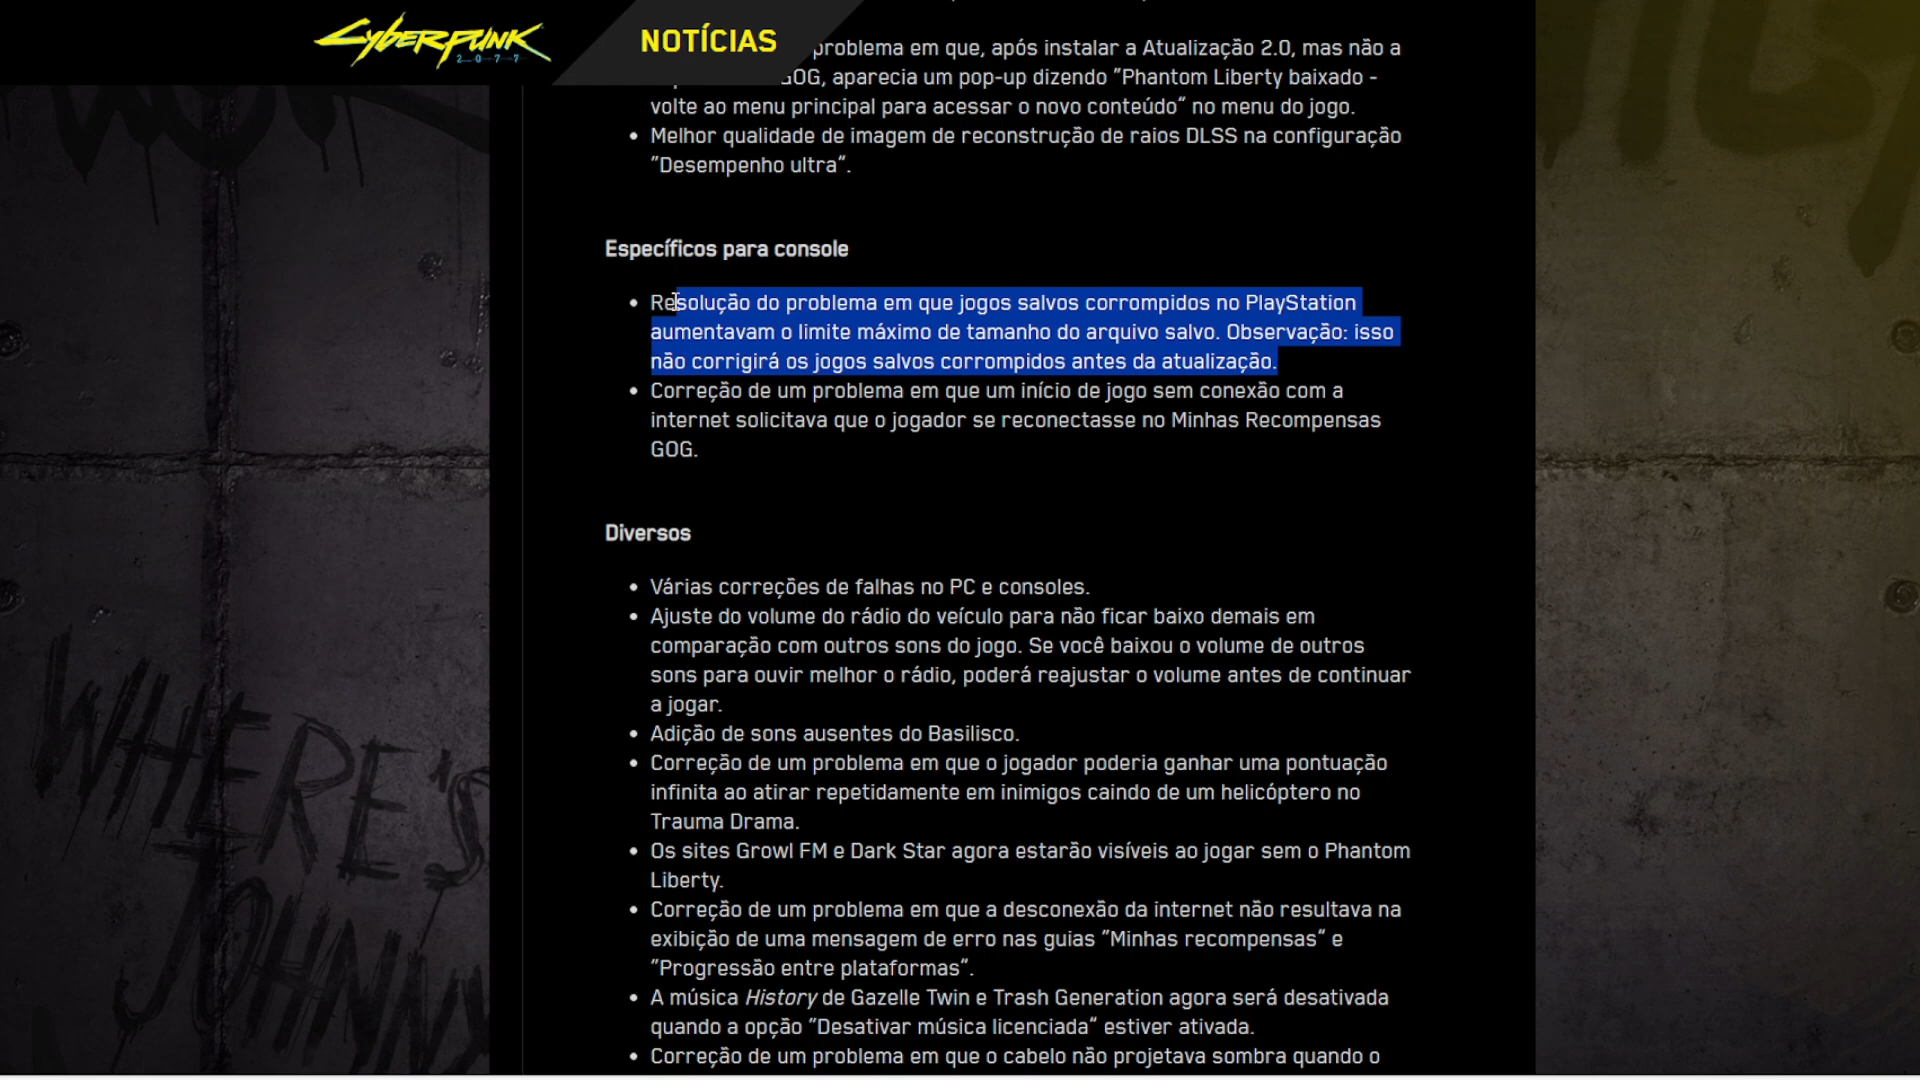 Cyberpunk
2077
NOTÍCIAS
problema em que, após instalar a Atualização 2.0, mas não a
GOG, aparecia um pop-up dizendo "Phantom Liberty baixado -
volte ao menu principal para acessar o novo conteúdo" no menu do jogo.
• Melhor qualidade de imagem de reconstrução de raios DLSS na configuração
"Desempenho ultra".
Específicos para console
• Resolução do problema em que jogos salvos corrompidos no PlayStation
aumentavam o limite máximo de tamanho do arquivo salvo. Observação: isso
não corrigirá os jogos salvos corrompidos antes da atualização.
• Correção de um problema em que um início de jogo sem conexão com a
internet solicitava que o jogador se reconectasse no Minhas Recompensas
GOG.
Diversos
• Várias correções de falhas no PC e consoles.
• Ajuste do volume do rádio do veículo para não ficar baixo demais em
comparação com outros sons do jogo. Se você baixou o volume de outros
sons para ouvir melhor o rádio, poderá reajustar o volume antes de continuar
a jogar.
• Adição de sons ausentes do Basilisco.
• Correção de um problema em que o jogador poderia ganhar uma pontuação
infinita ao atirar repetidamente em inimigos caindo de um helicóptero no
Trauma Drama.
• Os sites Growl FM e Dark Star agora estarão visíveis ao jogar sem o Phantom
Liberty.
• Correção de um problema em que a desconexão da internet não resultava na
exibição de uma mensagem de erro nas guias "Minhas recompensas" e
"Progressão entre plataformas".
• A música History de Gazelle Twin e Trash Generation agora será desativada
quando a opção "Desativar música licenciada" estiver ativada.
• Correção de um problema em que o cabelo não projetava sombra quando o
WHERE'S
JOHNNY